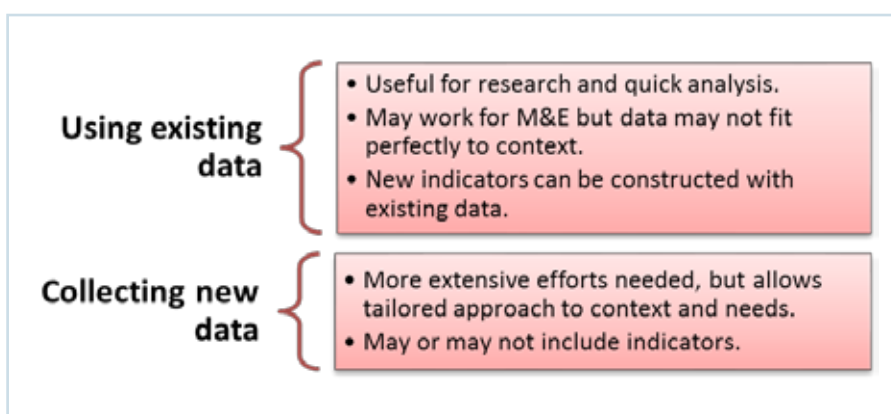 Using existing
data
• Useful for research and quick analysis.
• May work for M&E but data may not fit
perfectly to context.
• New indicators can be constructed with
existing data.
Collecting new
data
• More extensive efforts needed, but allows
tailored approach to context and needs.
• May or may not include indicators.